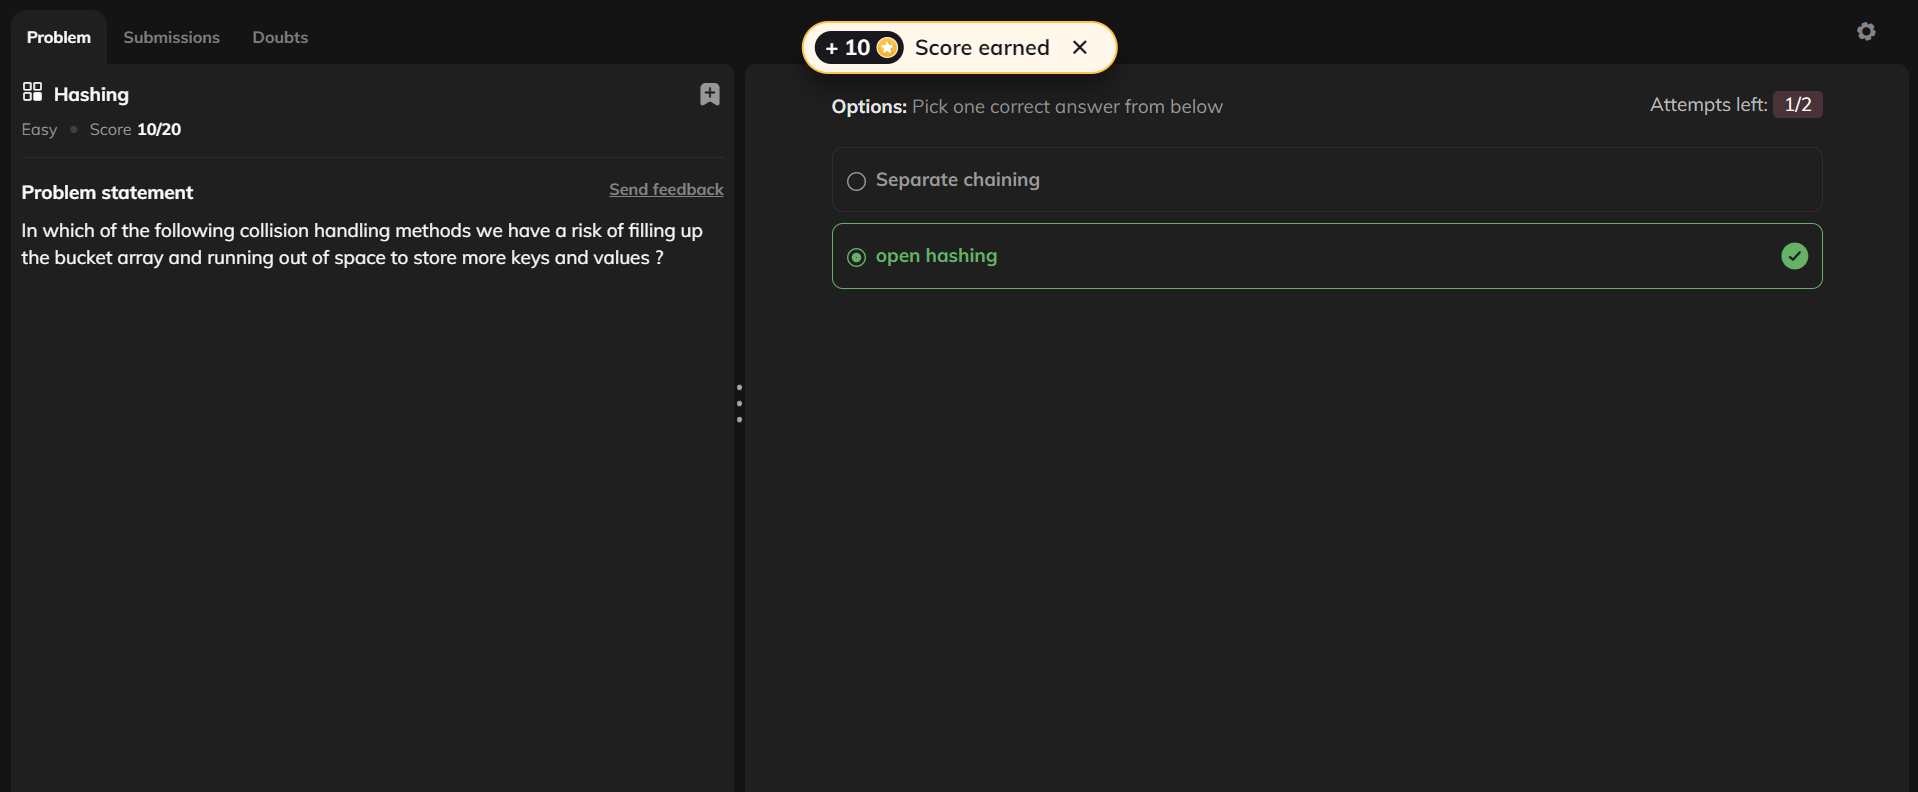 Problem Submissions Doubts
+ 10 Score earned
Hashing
Easy Score 10/20
Problem statement Send feedback
In which of the following collision handling methods we have a risk of filling up
the bucket array and running out of space to store more keys and values ?
Options: Pick one correct answer from below Attempts left: 1/2
Separate chaining
open hashing